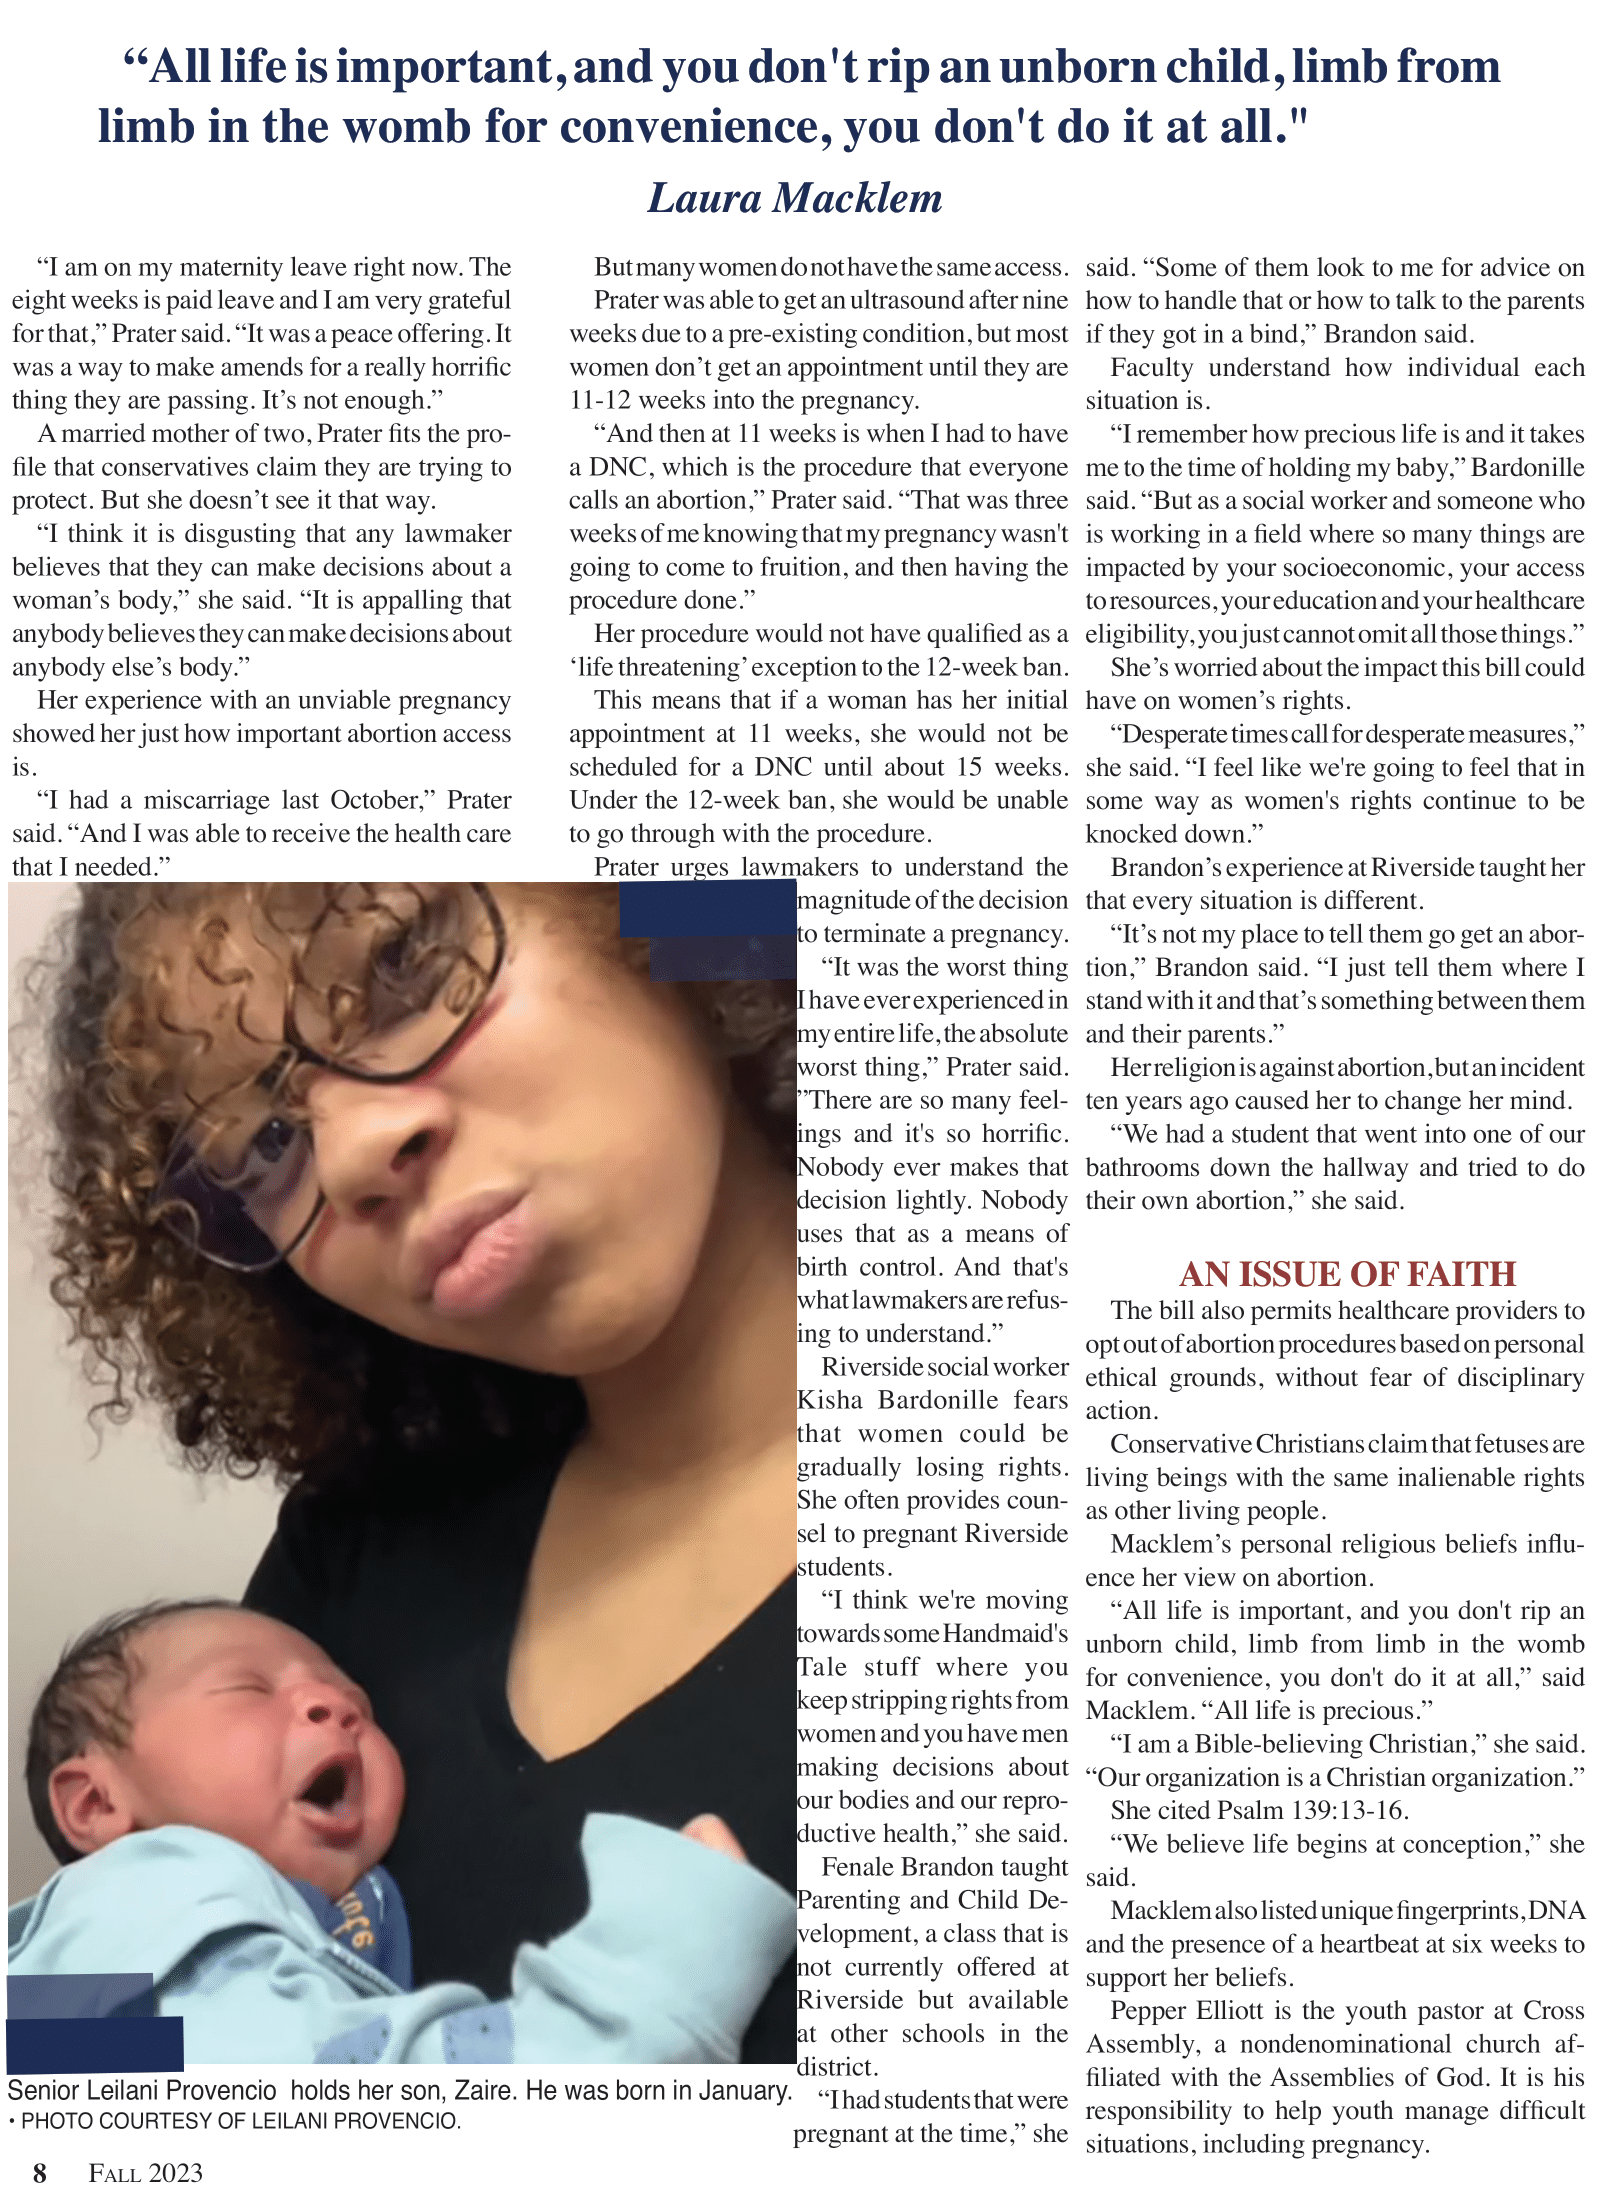 “All life is important, and you don't rip an unborn child, limb from
limb in the womb for convenience, you don't do it at all."
Laura Macklem
“I am on my maternity leave right now. The
eight weeks is paid leave and I am very grateful
for that,” Prater said. “It was a peace offering. It
was a way to make amends for a really horrific
thing they are passing. It’s not enough.”
A married mother of two, Prater fits the pro-
file that conservatives claim they are trying to
protect. But she doesn’t see it that way.
“I think it is disgusting that any lawmaker
believes that they can make decisions about a
woman’s body,” she said. “It is appalling that
anybody believes they can make decisions about
anybody else’s body.”
Her experience with an unviable pregnancy
showed her just how important abortion access
is.
“I had a miscarriage last October,” Prater
said. “And I was able to receive the health care
that I needed.”
But many women do not have the same access.
Prater was able to get an ultrasound after nine
weeks due to a pre-existing condition, but most
women don’t get an appointment until they are
11-12 weeks into the pregnancy.
“And then at 11 weeks is when I had to have
a DNC, which is the procedure that everyone
calls an abortion,” Prater said. “That was three
weeks of me knowing that my pregnancy wasn't
going to come to fruition, and then having the
procedure done.”
Her procedure would not have qualified as a
‘life threatening’ exception to the 12-week ban.
This means that if a woman has her initial
appointment at 11 weeks, she would not be
scheduled for a DNC until about 15 weeks.
Under the 12-week ban, she would be unable
to go through with the procedure.
Prater urges lawmakers to understand the
magnitude of the decision
to terminate a pregnancy.
“It was the worst thing
I have ever experienced in
my entire life, the absolute
worst thing,” Prater said.
”There are so many feel-
ings and it's so horrific.
Nobody ever makes that
decision lightly. Nobody
uses that as a means of
birth control. And that's
what lawmakers are refus-
ing to understand.”
Riverside social worker
Kisha Bardonille fears
that women could be
gradually losing rights.
She often provides coun-
sel to pregnant Riverside
students.
“I think we're moving
towards some Handmaid's
Tale stuff where you
keep stripping rights from
women and you have men
making decisions about
our bodies and our repro-
ductive health,” she said.
Fenale Brandon taught
Parenting and Child De-
velopment, a class that is
not currently offered at
Riverside but available
at other schools in the
district.
“I had students that were
pregnant at the time,” she
said. “Some of them look to me for advice on
how to handle that or how to talk to the parents
if they got in a bind,” Brandon said.
Faculty understand how individual each
situation is.
“I remember how precious life is and it takes
me to the time of holding my baby,” Bardonille
said. “But as a social worker and someone who
is working in a field where so many things are
impacted by your socioeconomic, your access
to resources, your education and your healthcare
eligibility, you just cannot omit all those things.”
She’s worried about the impact this bill could
have on women’s rights.
“Desperate times call for desperate measures,”
she said. “I feel like we're going to feel that in
some way as women's rights continue to be
knocked down.”
Brandon’s experience at Riverside taught her
that every situation is different.
“It’s not my place to tell them go get an abor-
tion,” Brandon said. “I just tell them where I
stand with it and that’s something between them
and their parents.”
Her religion is against abortion, but an incident
ten years ago caused her to change her mind.
“We had a student that went into one of our
bathrooms down the hallway and tried to do
their own abortion,” she said.
AN ISSUE OF FAITH
The bill also permits healthcare providers to
opt out of abortion procedures based on personal
ethical grounds, without fear of disciplinary
action.
Conservative Christians claim that fetuses are
living beings with the same inalienable rights
as other living people.
Macklem’s personal religious beliefs influ-
ence her view on abortion.
“All life is important, and you don't rip an
unborn child, limb from limb in the womb
for convenience, you don't do it at all,” said
Macklem. “All life is precious.”
“I am a Bible-believing Christian,” she said.
“Our organization is a Christian organization.”
She cited Psalm 139:13-16.
“We believe life begins at conception,” she
said.
Macklem also listed unique fingerprints, DNA
and the presence of a heartbeat at six weeks to
support her beliefs.
Pepper Elliott is the youth pastor at Cross
Assembly, a nondenominational church af-
filiated with the Assemblies of God. It is his
responsibility to help youth manage difficult
situations, including pregnancy.
Senior Leilani Provencio holds her son, Zaire. He was born in January.
• PHOTO COURTESY OF LEILANI PROVENCIO.
8 FALL 2023